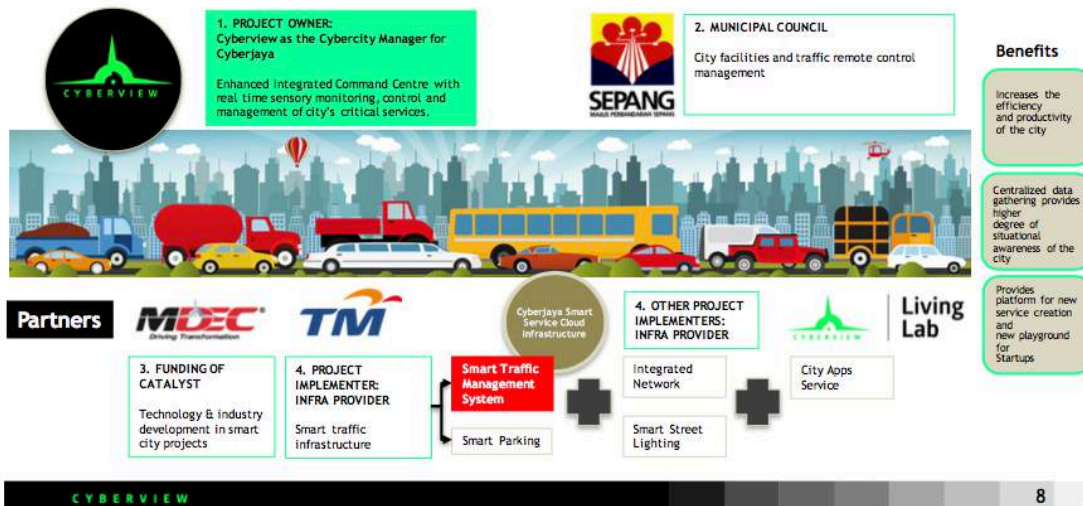 CYBERVIEW
1. PROJECT OWNER:
Cyberview as the Cybercity Manager for
Cyberjaya
Enhanced Integrated Command Centre with
real time sensory monitoring, control and
management of city's critical services.
SEPANG
MAJLIS PERBANDARAN SEPANG
2. MUNICIPAL COUNCIL
City facilities and traffic remote control
management
Benefits
Increases the
efficiency
and productivity
of the city
Centralized data
gathering provides
higher
degree of
situational
awareness of the
city
Provides
platform for new
service creation
and
new playground
for
Startups
Partners
MDEC
Driving Transformation
TM
Cyberjaya Smart
Service Cloud
Infrastructure
4. OTHER PROJECT
IMPLEMENTERS:
INFRA PROVIDER
CYBERVIEW
Living
Lab
3. FUNDING OF
CATALYST
Technology & industry
development in smart
city projects
4. PROJECT
IMPLEMENTER:
INFRA PROVIDER
Smart traffic
infrastructure
Smart Traffic
Management
System
Smart Parking
Integrated
Network
Smart Street
Lighting
City Apps
Service
CYBERVIEW
8